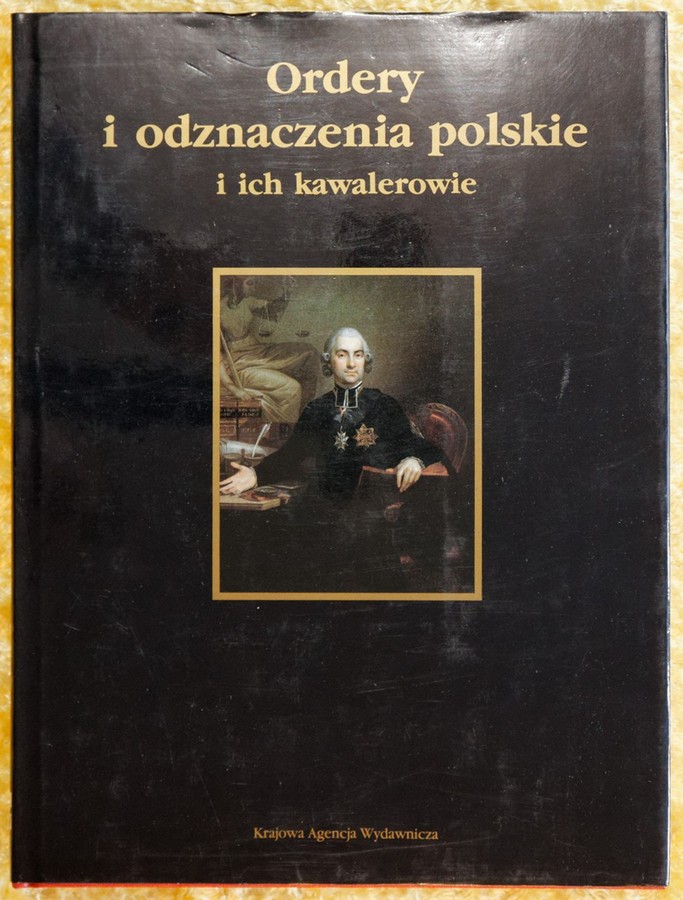 Ordery
i odznaczenia polskie
i ich kawalerowie
Krajowa Agencja Wydawnicza